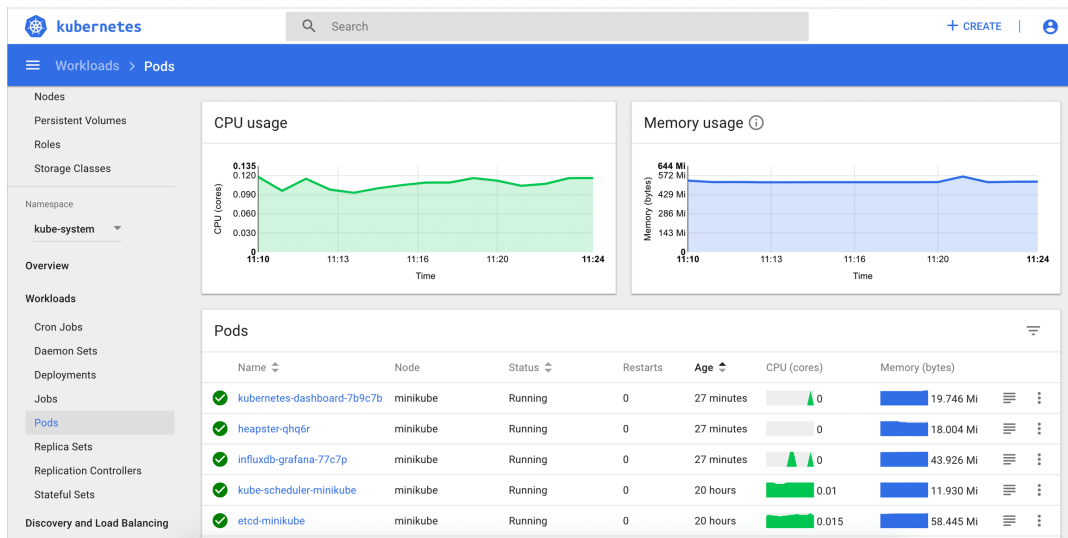 kubernetes
Search
+ CREATE
Workloads > Pods
Nodes
Persistent Volumes
Roles
Storage Classes
Namespace
kube-system
Overview
Workloads
Cron Jobs
Daemon Sets
Deployments
Jobs
Pods
Replica Sets
Replication Controllers
Stateful Sets
Discovery and Load Balancing
CPU usage
CPU (cores)
0.135
0.120
0.090
0.060
0.030
0
11:10 11:13 11:16 11:20 11:24
Time
Memory usage
Memory (bytes)
644 Mi
572 Mi
429 Mi
286 Mi
143 Mi
0
11:10 11:13 11:16 11:20 11:24
Time
Pods
Name Node Status Restarts Age CPU (cores) Memory (bytes)
kubernetes-dashboard-7b9c7b minikube Running 0 27 minutes 0 19.746 Mi
heapster-qhq6r minikube Running 0 27 minutes 0 18.004 Mi
influxdb-grafana-77c7p minikube Running 0 27 minutes 0 43.926 Mi
kube-scheduler-minikube minikube Running 0 20 hours 0.01 11.930 Mi
etcd-minikube minikube Running 0 20 hours 0.015 58.445 Mi